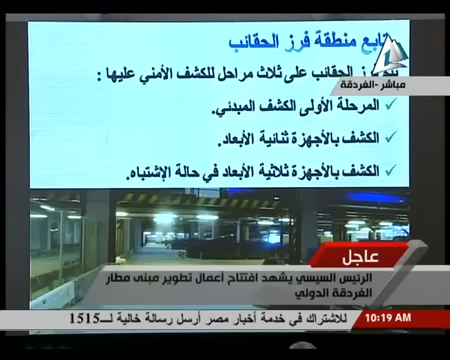 تابع منطقة فرز الحقائب
الحقائب على ثلاث مراحل للكشف الأمني عليها :
مباشر - الغردقة
✓ المرحلة الأولى الكشف المبدئي.
✓ الكشف بالأجهزة ثنائية الأبعاد.
✓ الكشف بالأجهزة ثلاثية الأبعاد في حالة الإشتباه.
عاجل
الرئيس السيسي يشهد افتتاح أعمال تطوير مبنى مطار
الغردقة الدولي
للاشتراك في خدمة أخبار مصر أرسل رسالة خالية لـ 1515
10:19 AM